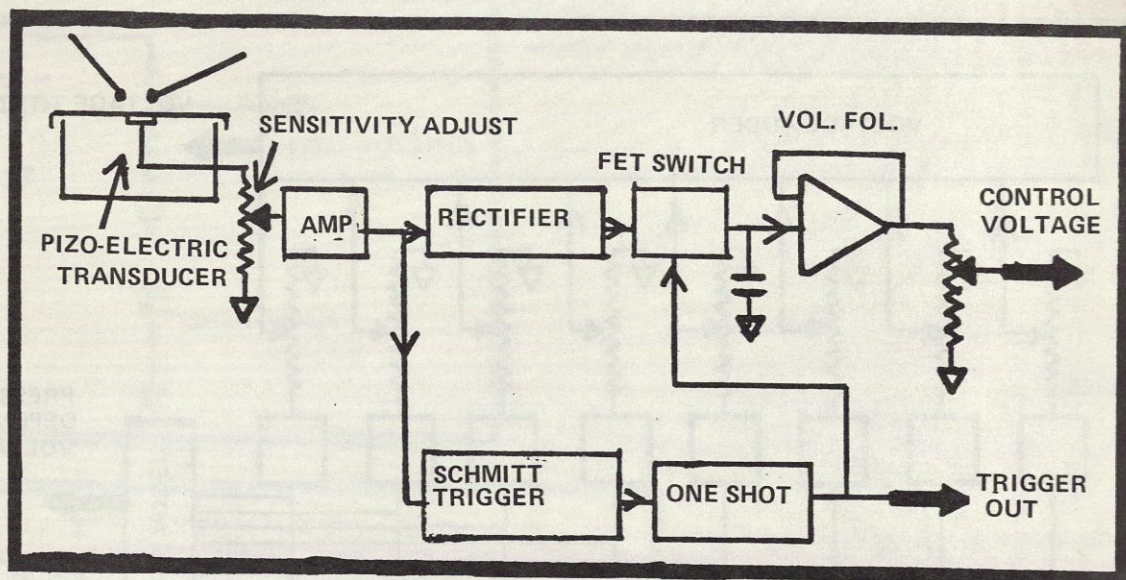 SENSITIVITY ADJUST
VOL. FOL.
FET SWITCH
CONTROL
VOLTAGE
AMP
RECTIFIER
PIZO-ELECTRIC
TRANSDUCER
SCHMITT
TRIGGER
ONE SHOT
TRIGGER
OUT